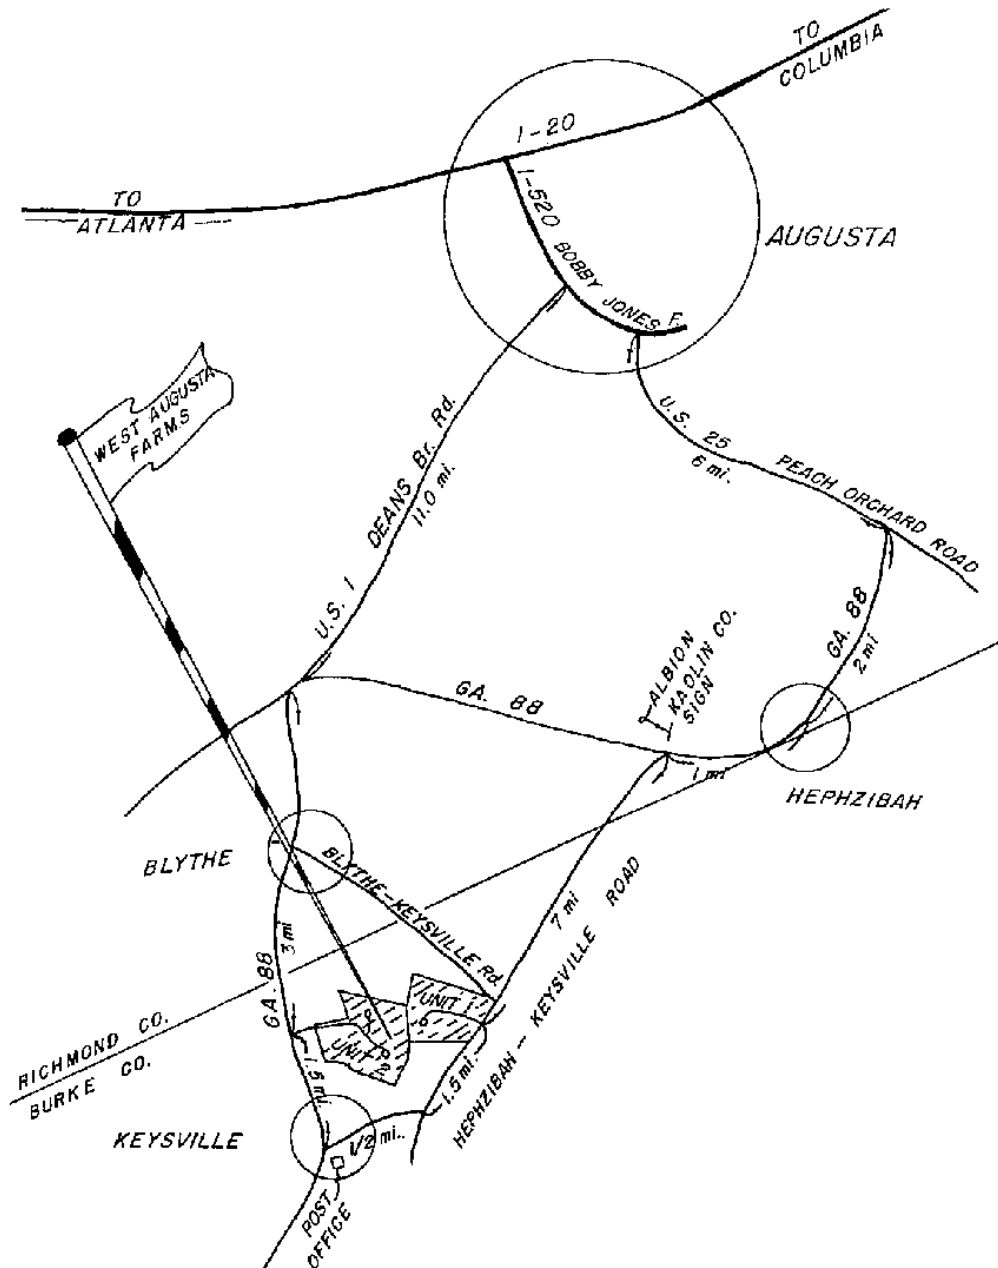 TO
COLUMBIA
I-20
TO
ATLANTA
I-520 BOBBY JONES F.
AUGUSTA
WEST AUGUSTA
FARMS
DEANS Br. Rd.
11.0 mi.
U.S. 1
U.S. 25
6 mi.
PEACH ORCHARD ROAD
GA. 88
2 mi
ALBION
KAOLIN CO.
SIGN
GA. 88
1 mi
HEPHZIBAH
BLYTHE
BLYTHE-KEYSVILLE Rd.
7 mi
HEPHZIBAH - KEYSVILLE ROAD
GA. 88
3 mi
UNIT 1
UNIT 2
RICHMOND CO.
BURKE CO.
1.5 mi.
1.5 mi.
KEYSVILLE
1/2 mi.
POST
OFFICE